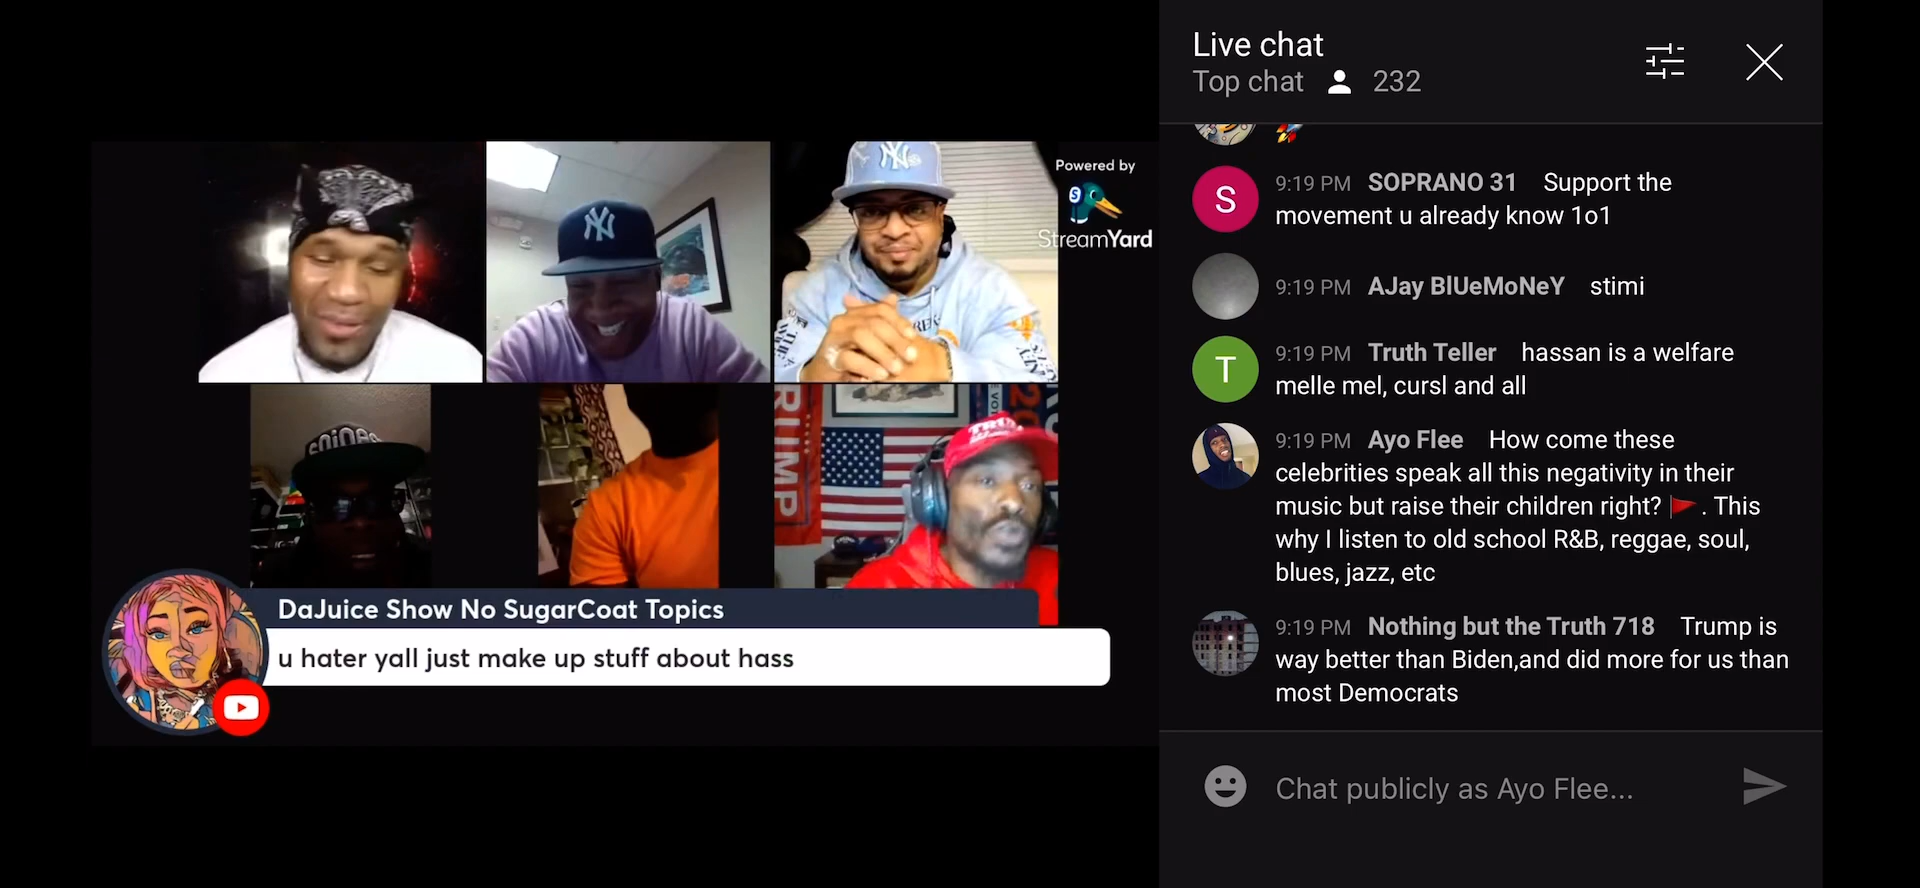 Live chat
Top chat 232
Powered by
StreamYard
NY
NY
TRUMP
DaJuice Show No SugarCoat Topics
u hater yall just make up stuff about hass
S
9:19 PM SOPRANO 31 Support the
movement u already know 1o1
9:19 PM AJay BlUeMoNeY stimi
T
9:19 PM Truth Teller hassan is a welfare
melle mel, cursl and all
9:19 PM Ayo Flee How come these
celebrities speak all this negativity in their
music but raise their children right? 🚩. This
why I listen to old school R&B, reggae, soul,
blues, jazz, etc
9:19 PM Nothing but the Truth 718 Trump is
way better than Biden,and did more for us than
most Democrats
Chat publicly as Ayo Flee...